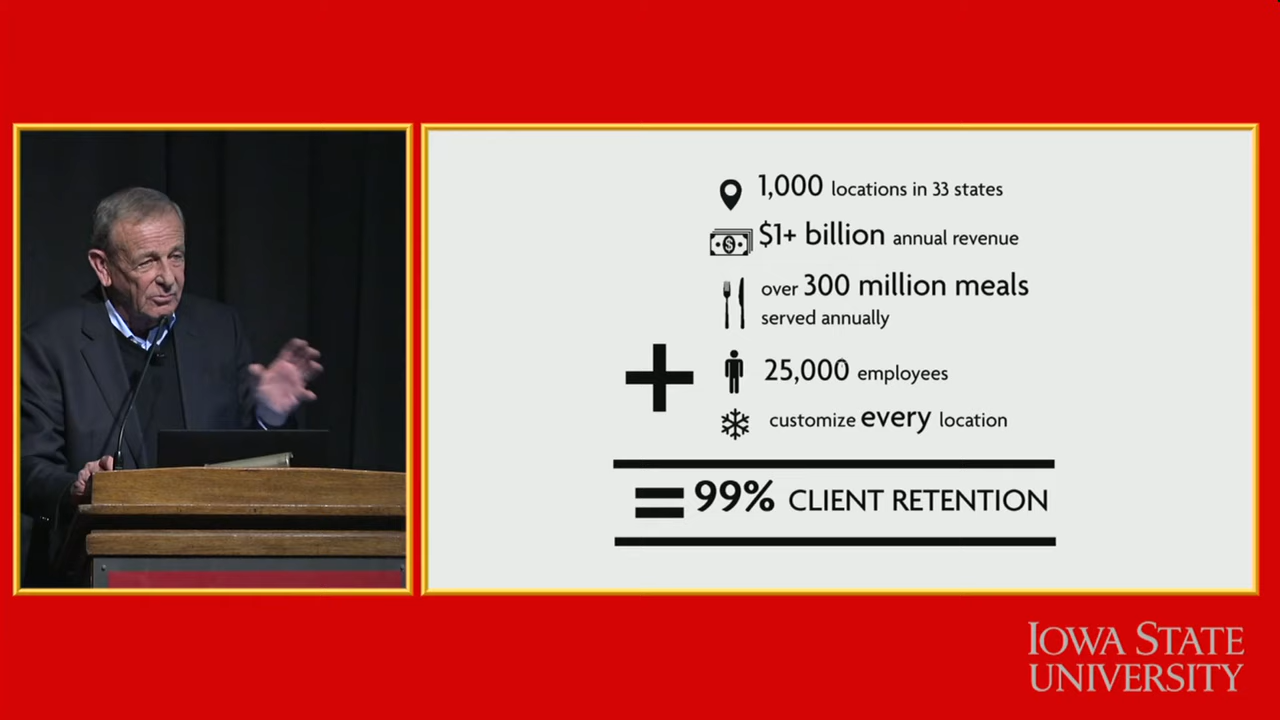 1,000 locations in 33 states
$1+ billion annual revenue
over 300 million meals
served annually
25,000 employees
customize every location
99% CLIENT RETENTION
IOWA STATE
UNIVERSITY